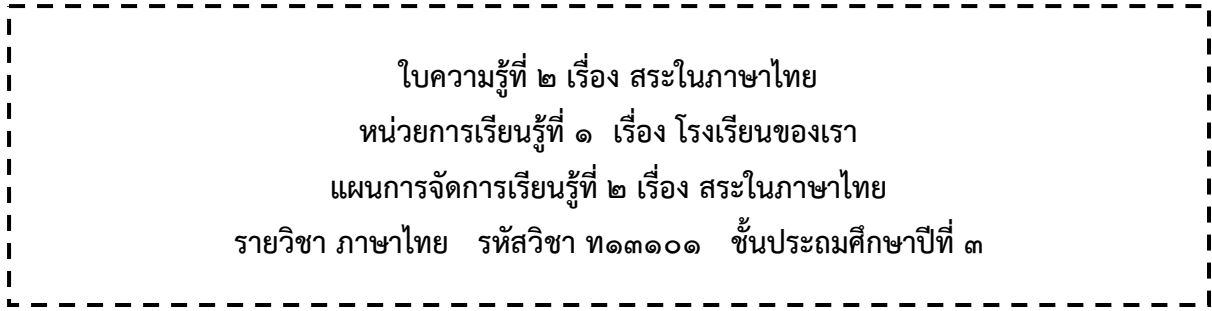 ใบความรู้ที่ ๒ เรื่อง สระในภาษาไทย
หน่วยการเรียนรู้ที่ ๑ เรื่อง โรงเรียนของเรา
แผนการจัดการเรียนรู้ที่ ๒ เรื่อง สระในภาษาไทย
รายวิชา ภาษาไทย รหัสวิชา ท๑๓๑๐๑ ชั้นประถมศึกษาปีที่ ๓